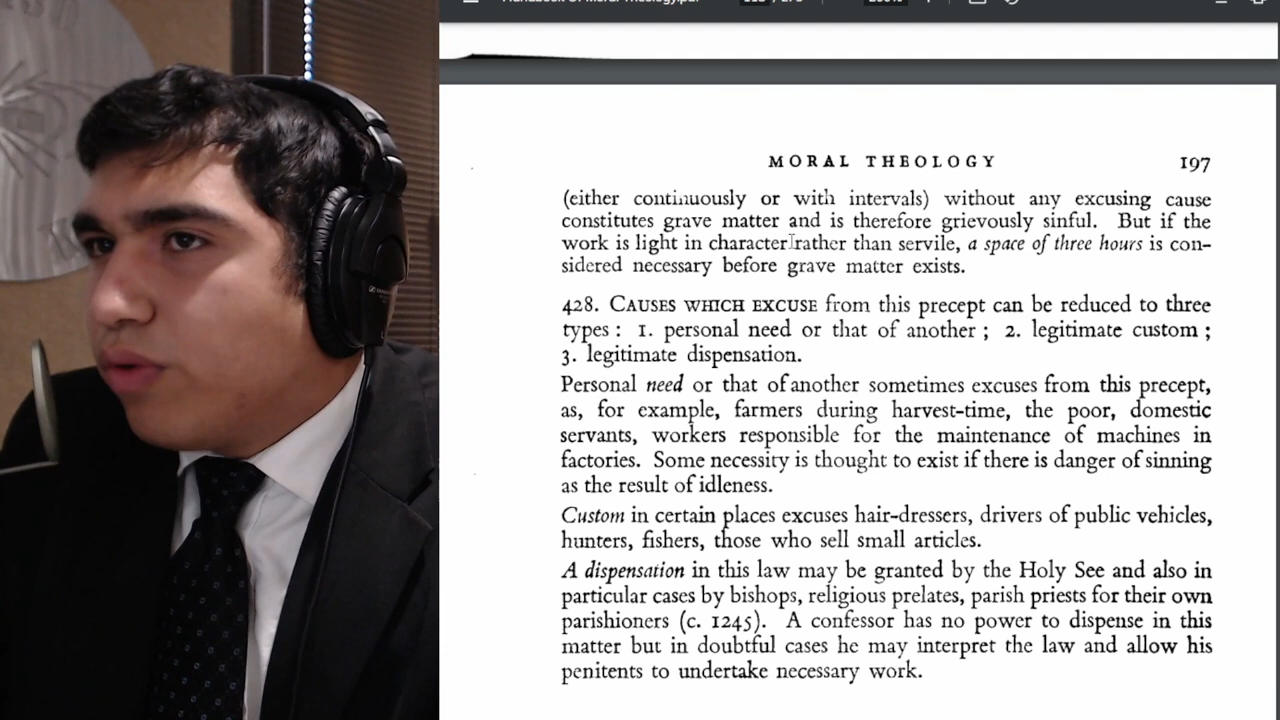 MORAL THEOLOGY 197
(either continuously or with intervals) without any excusing cause
constitutes grave matter and is therefore grievously sinful. But if the
work is light in character rather than servile, a space of three hours is con-
sidered necessary before grave matter exists.
428. CAUSES WHICH EXCUSE from this precept can be reduced to three
types : 1. personal need or that of another ; 2. legitimate custom ;
3. legitimate dispensation.
Personal need or that of another sometimes excuses from this precept,
as, for example, farmers during harvest-time, the poor, domestic
servants, workers responsible for the maintenance of machines in
factories. Some necessity is thought to exist if there is danger of sinning
as the result of idleness.
Custom in certain places excuses hair-dressers, drivers of public vehicles,
hunters, fishers, those who sell small articles.
A dispensation in this law may be granted by the Holy See and also in
particular cases by bishops, religious prelates, parish priests for their own
parishioners (c. 1245). A confessor has no power to dispense in this
matter but in doubtful cases he may interpret the law and allow his
penitents to undertake necessary work.